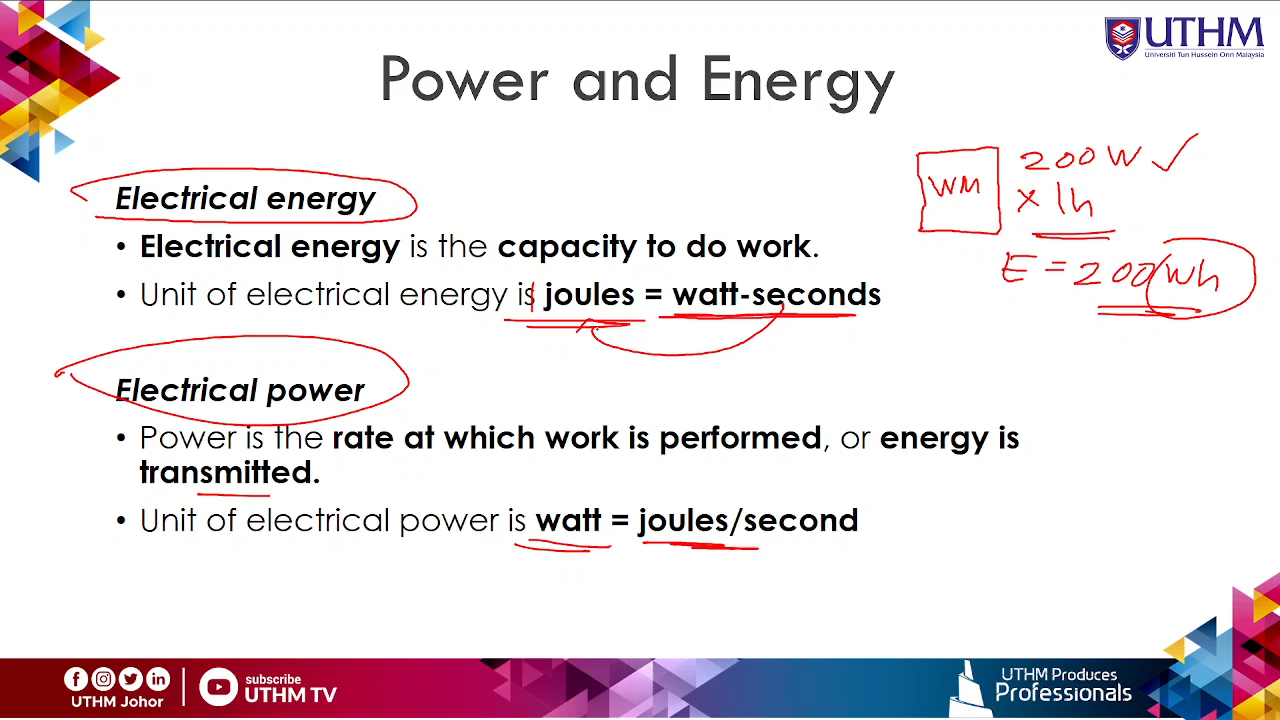 UTHM
Universiti Tun Hussein Onn Malaysia
Power and Energy
WM
200W ✓
× 1h
E = 200Wh
Electrical energy
• Electrical energy is the capacity to do work.
• Unit of electrical energy is joules = watt-seconds
Electrical power
• Power is the rate at which work is performed, or energy is
transmitted.
• Unit of electrical power is watt = joules/second
UTHM Johor
subscribe
UTHM TV
UTHM Produces
Professionals